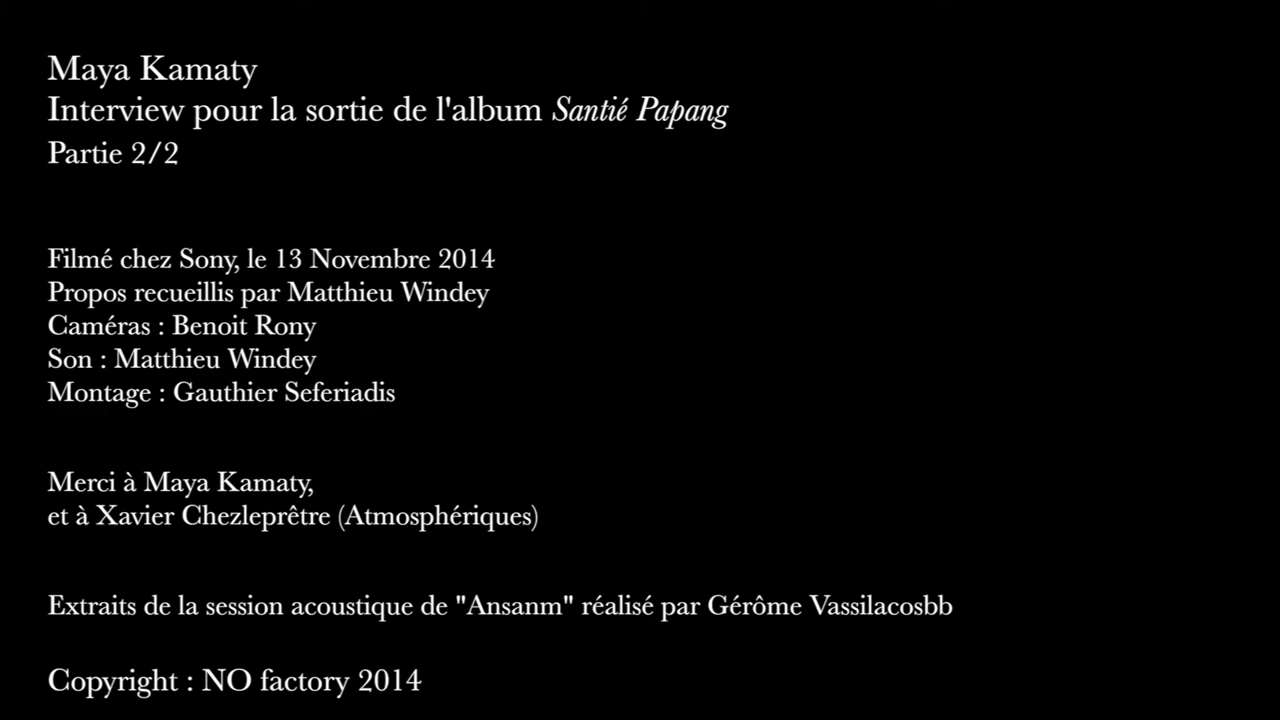 Maya Kamaty
Interview pour la sortie de l'album Santié Papang
Partie 2/2
Filmé chez Sony, le 13 Novembre 2014
Propos recueillis par Matthieu Windey
Caméras : Benoit Rony
Son : Matthieu Windey
Montage : Gauthier Seferiadis
Merci à Maya Kamaty,
et à Xavier Chezleprêtre (Atmosphériques)
Extraits de la session acoustique de "Ansanm" réalisé par Gérôme Vassilacosbb
Copyright : NO factory 2014